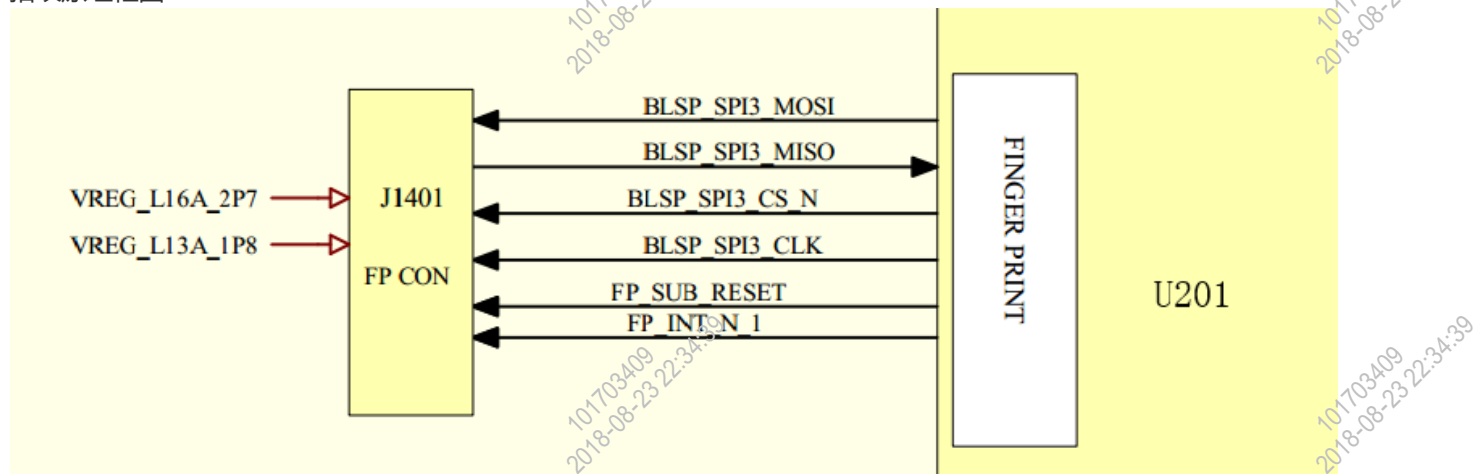 BLSP_SPI3_MOSI
BLSP_SPI3_MISO
VREG_L16A_2P7
J1401
BLSP_SPI3_CS_N
VREG_L13A_1P8
BLSP_SPI3_CLK
FP CON
FP_SUB_RESET
FP_INT_N_1
FINGER PRINT
U201
2018-08-23 22:34:39
101703409
2018-08-23 22:34:39
101703409